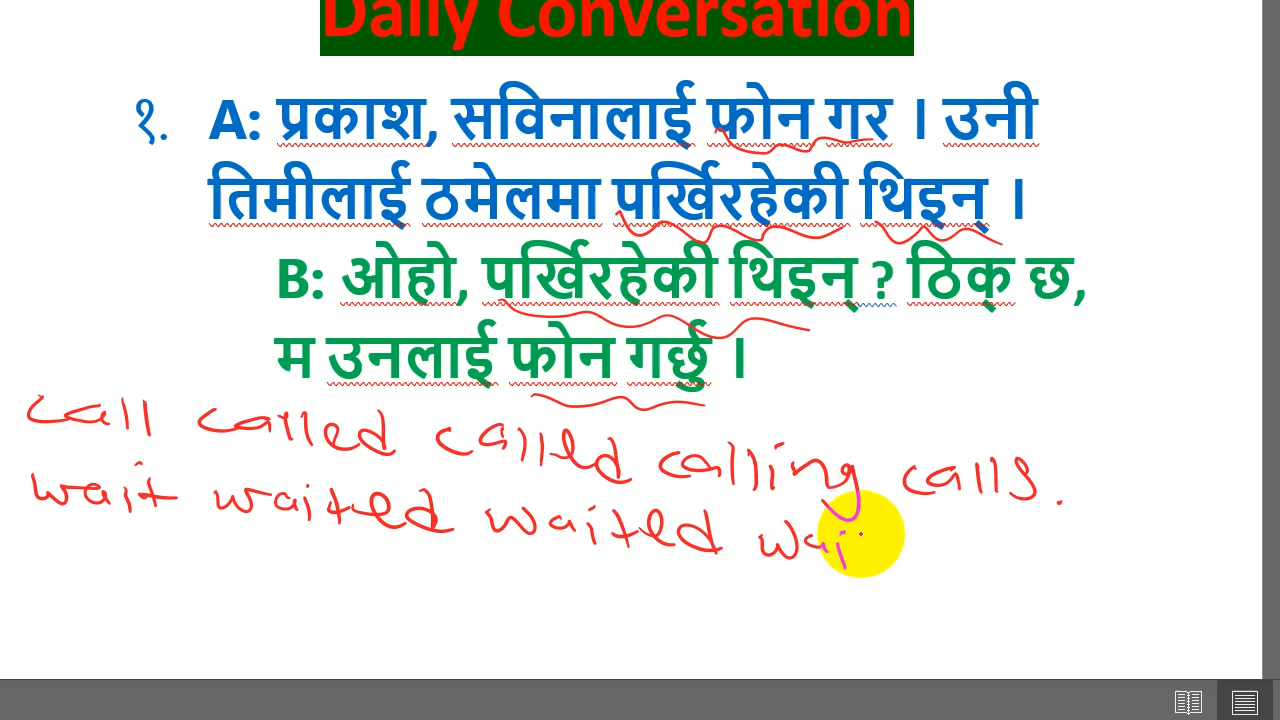 Daily Conversation
१. A: प्रकाश, सविनालाई फोन गर । उनी
तिमीलाई ठमेलमा पर्खिरहेकी थिइन् ।
B: ओहो, पर्खिरहेकी थिइन् ? ठिक् छ,
म उनलाई फोन गर्छु ।
call called called calling calls.
wait waited waited wai